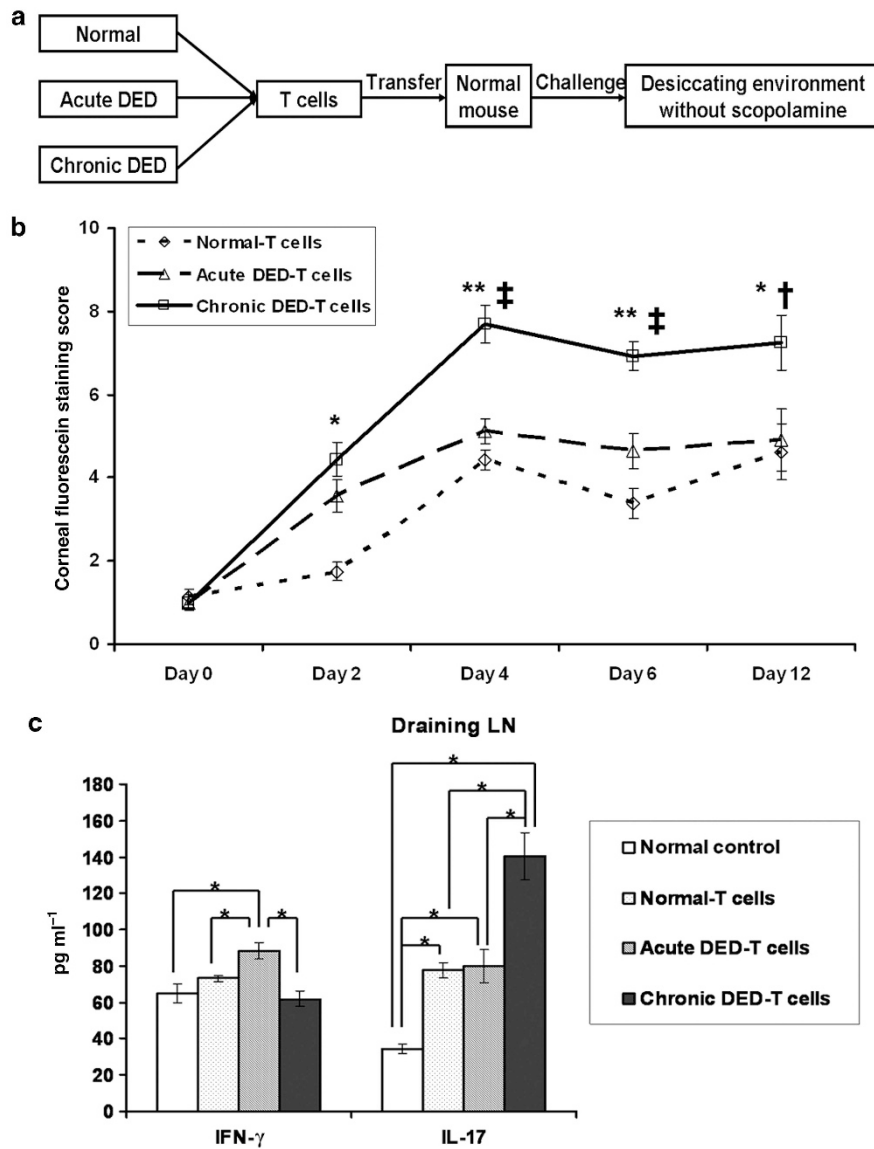 a
Normal
Acute DED
Chronic DED
T cells
Transfer
Normal
mouse
Challenge
Desiccating environment
without scopolamine
b
Corneal fluorescein staining score
10
8
6
4
2
0
Normal-T cells
Acute DED-T cells
Chronic DED-T cells
*
** ‡
** ‡
* †
Day 0 Day 2 Day 4 Day 6 Day 12
c
Draining LN
pg ml⁻¹
180
160
140
120
100
80
60
40
20
0
* * *
* * * * *
IFN-γ IL-17
Normal control
Normal-T cells
Acute DED-T cells
Chronic DED-T cells